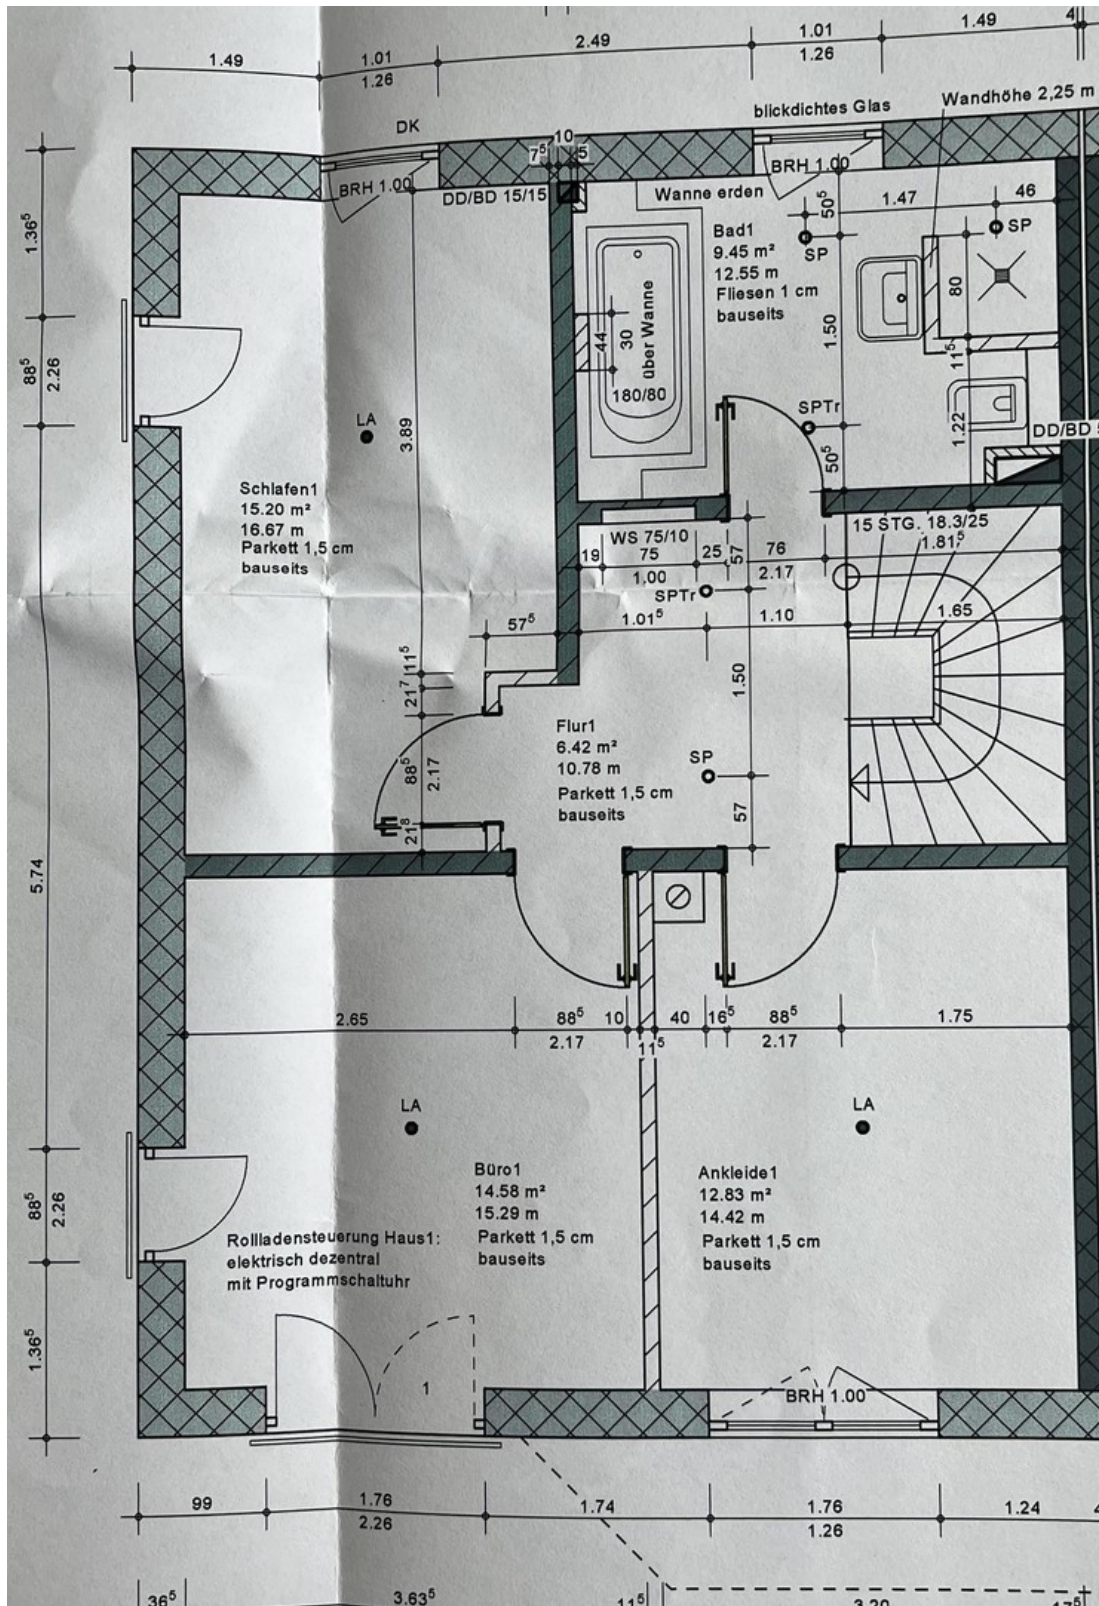 1.49
1.01
1.26
2.49
1.01
1.26
1.49
4
DK
blickdichtes Glas
Wandhöhe 2,25 m
10
7⁵
5
BRH 1.00
DD/BD 15/15
Wanne erden
BRH 1.00
50⁵
1.47
46
SP
SP
Bad1
9.45 m²
12.55 m
Fliesen 1 cm
bauseits
1.36⁵
88⁵
2.26
44
30
über Wanne
180/80
1.50
80
11⁵
1.22
SPTr
50⁵
DD/BD
LA
3.89
Schlafen1
15.20 m²
16.67 m
Parkett 1,5 cm
bauseits
WS 75/10
19
75
1,00
25
57
76
2.17
15 STG. 18.3/25
1.81⁵
SPTr
57⁵
1.01⁵
1.10
1.65
11⁵
21⁷
1.50
88⁵
2.17
21⁸
Flur1
6.42 m²
10.78 m
Parkett 1,5 cm
bauseits
SP
57
5.74
2.65
88⁵
2.17
10
11⁵
40
16⁵
88⁵
2.17
1.75
LA
LA
Büro1
14.58 m²
15.29 m
Parkett 1,5 cm
bauseits
Ankleide1
12.83 m²
14.42 m
Parkett 1,5 cm
bauseits
88⁵
2.26
Rollladensteuerung Haus1:
elektrisch dezentral
mit Programmschaltuhr
1.36⁵
1
BRH 1.00
99
1.76
2.26
1.74
1.76
1.26
1.24
36⁵
3.63⁵
11⁵
3.20
17⁵